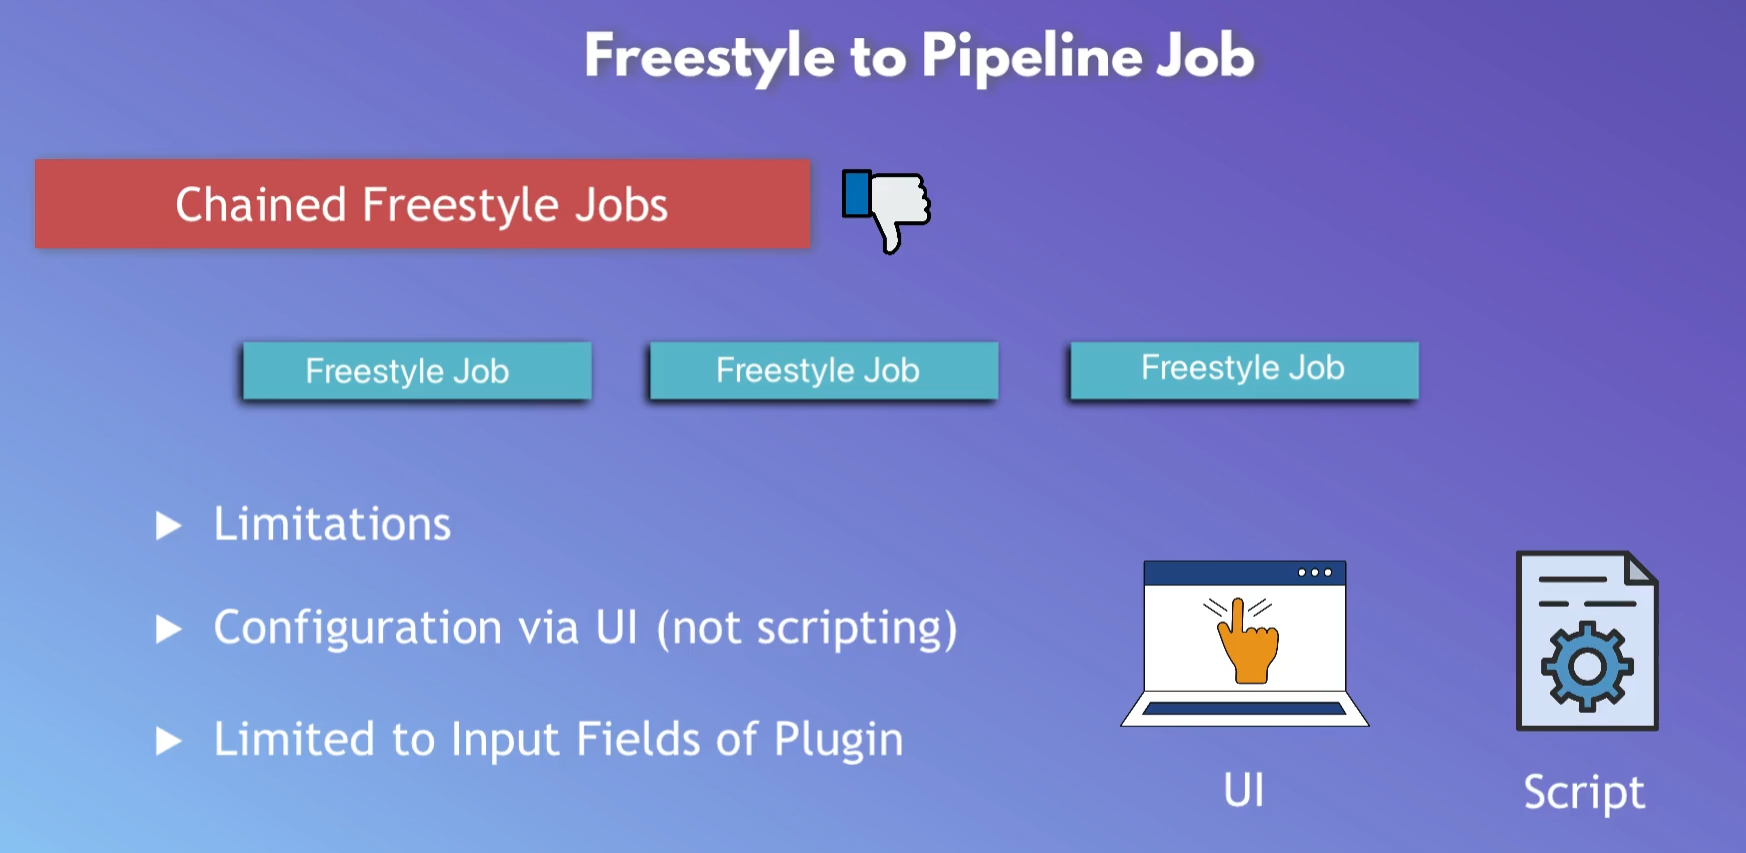 Freestyle to Pipeline Job
Chained Freestyle Jobs
Freestyle Job
Freestyle Job
Freestyle Job
Limitations
Configuration via UI (not scripting)
Limited to Input Fields of Plugin
UI
Script